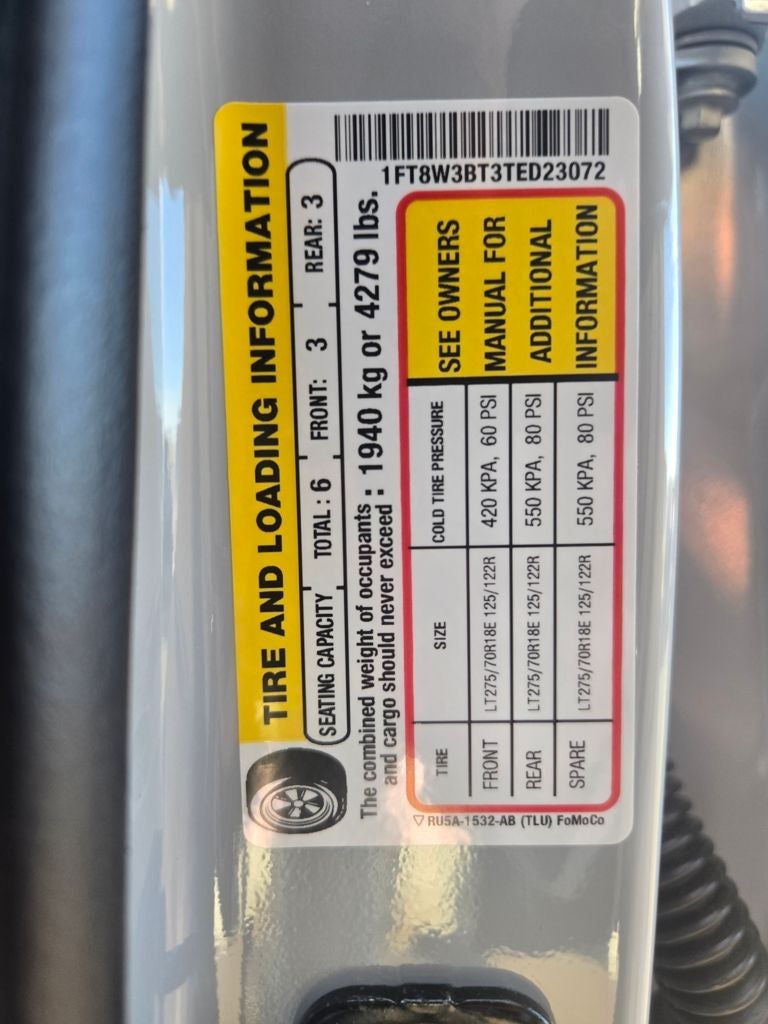 TIRE AND LOADING INFORMATION
SEATING CAPACITY TOTAL : 6 FRONT: 3 REAR: 3
The combined weight of occupants
and cargo should never exceed : 1940 kg or 4279 lbs.
1FT8W3BT3TED23072
TIRE SIZE COLD TIRE PRESSURE
FRONT LT275/70R18E 125/122R 420 KPA, 60 PSI
REAR LT275/70R18E 125/122R 550 KPA, 80 PSI
SPARE LT275/70R18E 125/122R 550 KPA, 80 PSI
SEE OWNERS
MANUAL FOR
ADDITIONAL
INFORMATION
▽ RU5A-1532-AB (TLU) FoMoCo